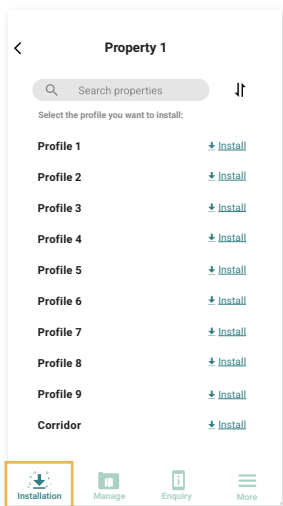 Property 1
Search properties
Select the profile you want to install:
Profile 1 Install
Profile 2 Install
Profile 3 Install
Profile 4 Install
Profile 5 Install
Profile 6 Install
Profile 7 Install
Profile 8 Install
Profile 9 Install
Corridor Install
Installation Manage Enquiry More